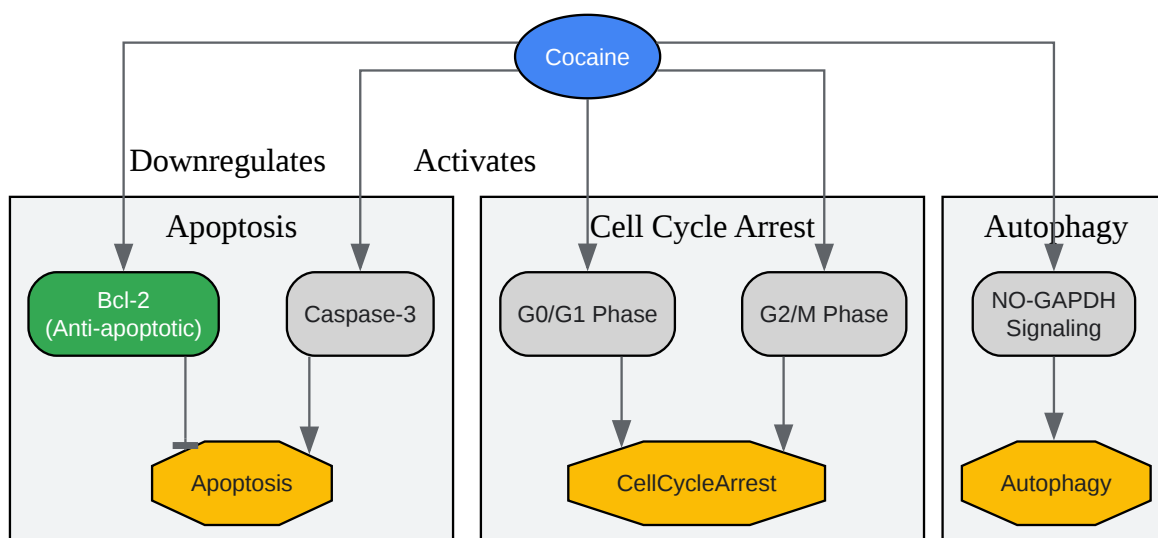 Cocaine
Downregulates
Activates
Apoptosis
Cell Cycle Arrest
Autophagy
Bcl-2
(Anti-apoptotic)
Caspase-3
G0/G1 Phase
G2/M Phase
NO-GAPDH
Signaling
Apoptosis
CellCycleArrest
Autophagy